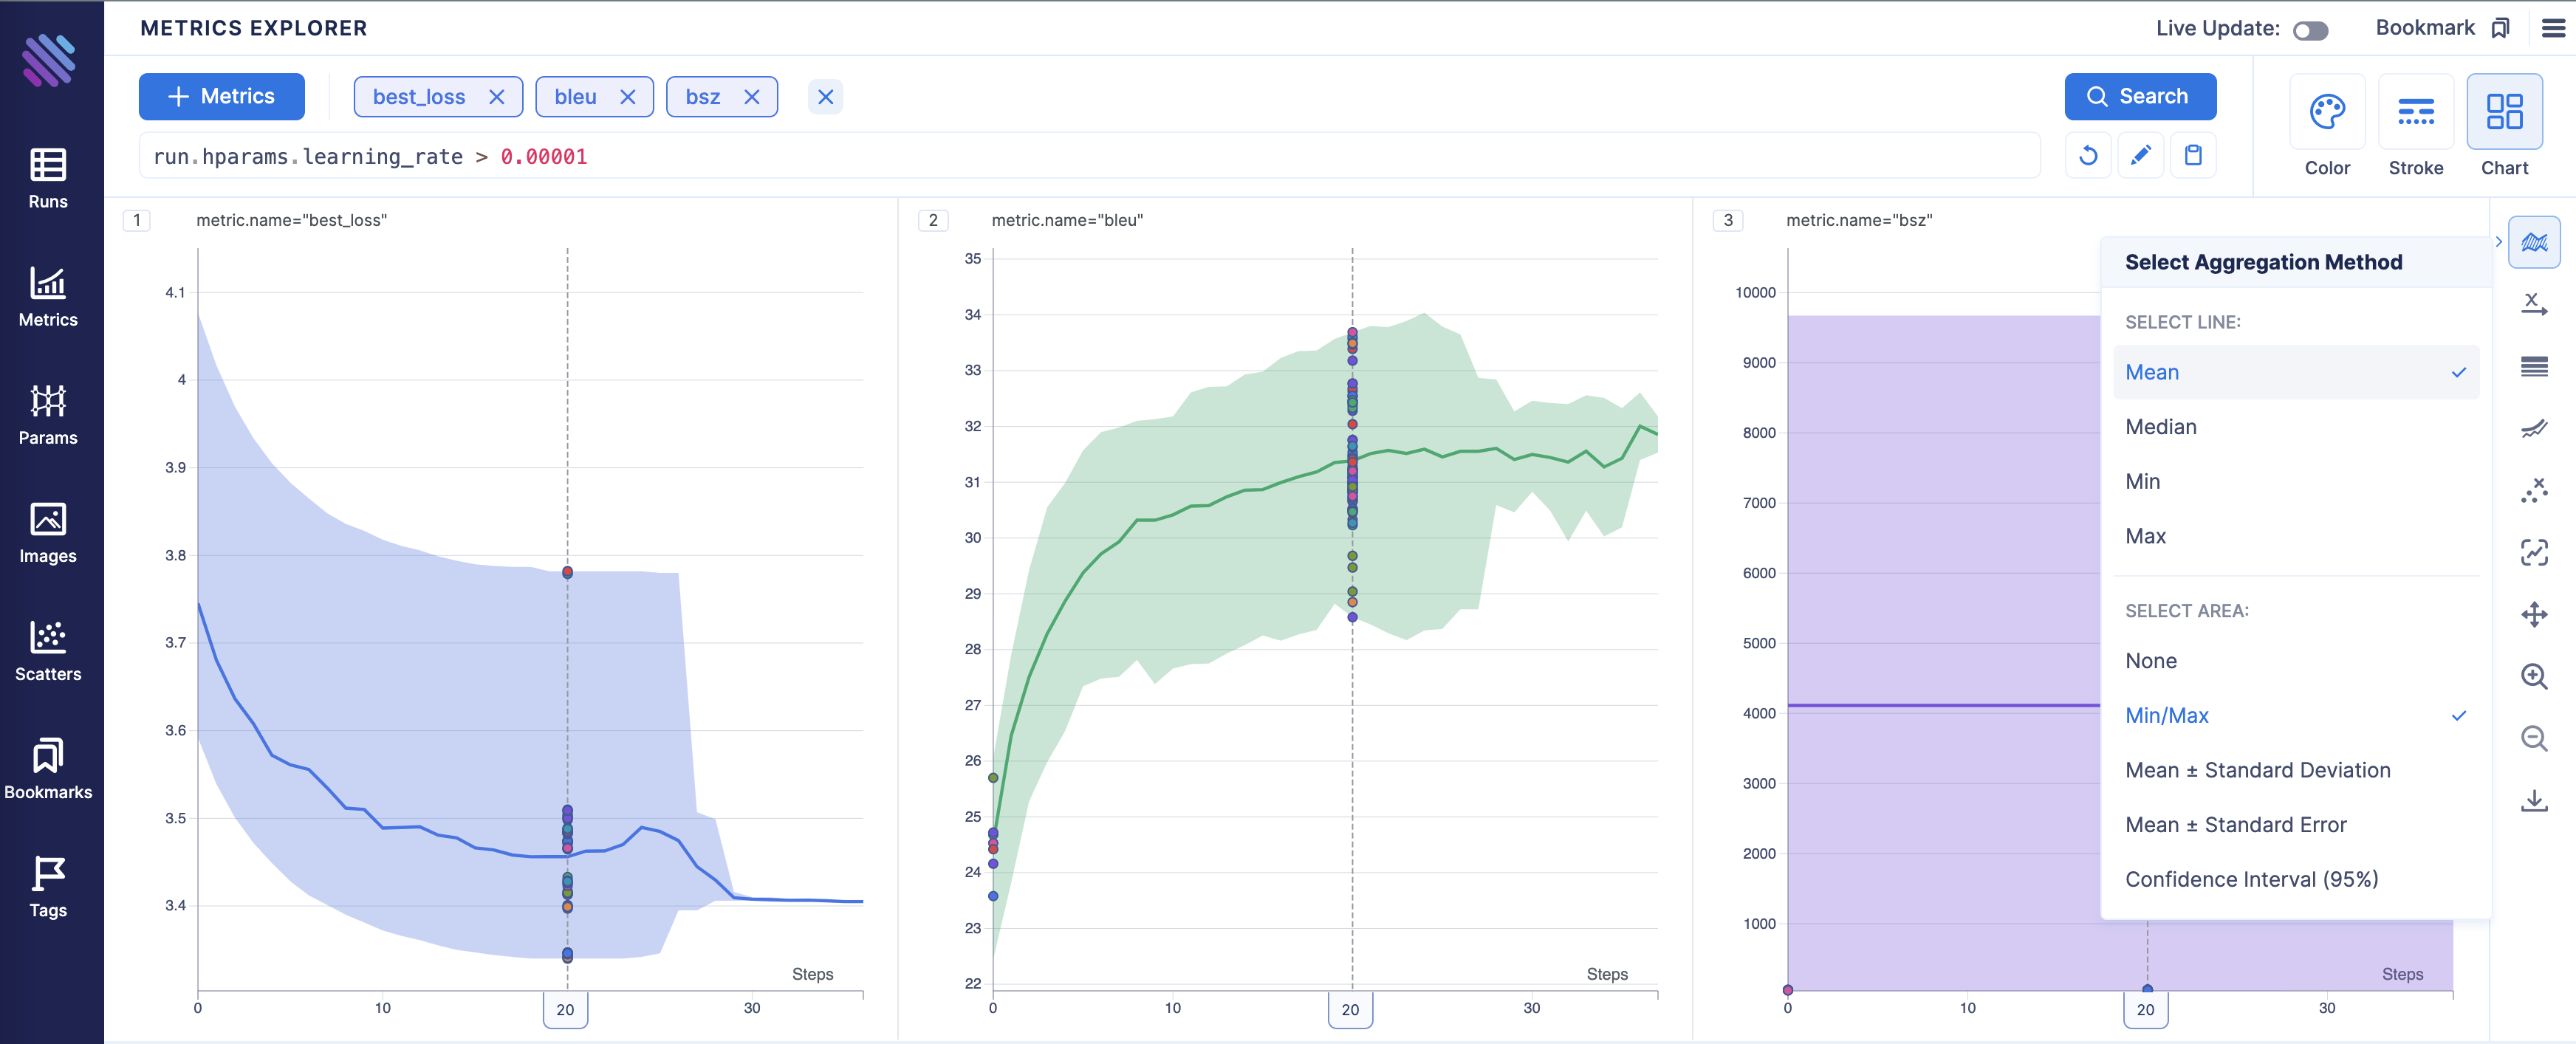 METRICS EXPLORER
Live Update:
Bookmark
+ Metrics
best_loss
bleu
bsz
Search
run.hparams.learning_rate > 0.00001
Color
Stroke
Chart
Runs
Metrics
Params
Images
Scatters
Bookmarks
Tags
1
metric.name="best_loss"
4.1
4
3.9
3.8
3.7
3.6
3.5
3.4
Steps
0
10
20
30
2
metric.name="bleu"
35
34
33
32
31
30
29
28
27
26
25
24
23
22
Steps
0
10
20
30
3
metric.name="bsz"
10000
9000
8000
7000
6000
5000
4000
3000
2000
1000
Steps
0
10
20
30
Select Aggregation Method
SELECT LINE:
Mean
Median
Min
Max
SELECT AREA:
None
Min/Max
Mean ± Standard Deviation
Mean ± Standard Error
Confidence Interval (95%)